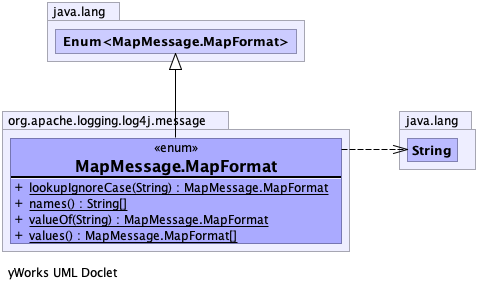 java.lang
Enum<MapMessage.MapFormat>
org.apache.logging.log4j.message
java.lang
«enum»
String
MapMessage.MapFormat
+ lookupIgnoreCase(String) : MapMessage.MapFormat
+ names() : String[]
+ valueOf(String) : MapMessage.MapFormat
+ values() : MapMessage.MapFormat[]
yWorks UML Doclet